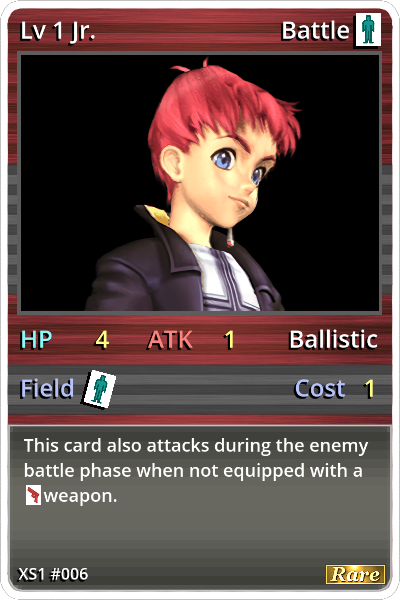 Lv 1 Jr. Battle
HP 4 ATK 1 Ballistic
Field Cost 1
This card also attacks during the enemy
battle phase when not equipped with a
weapon.
XS1 #006 Rare